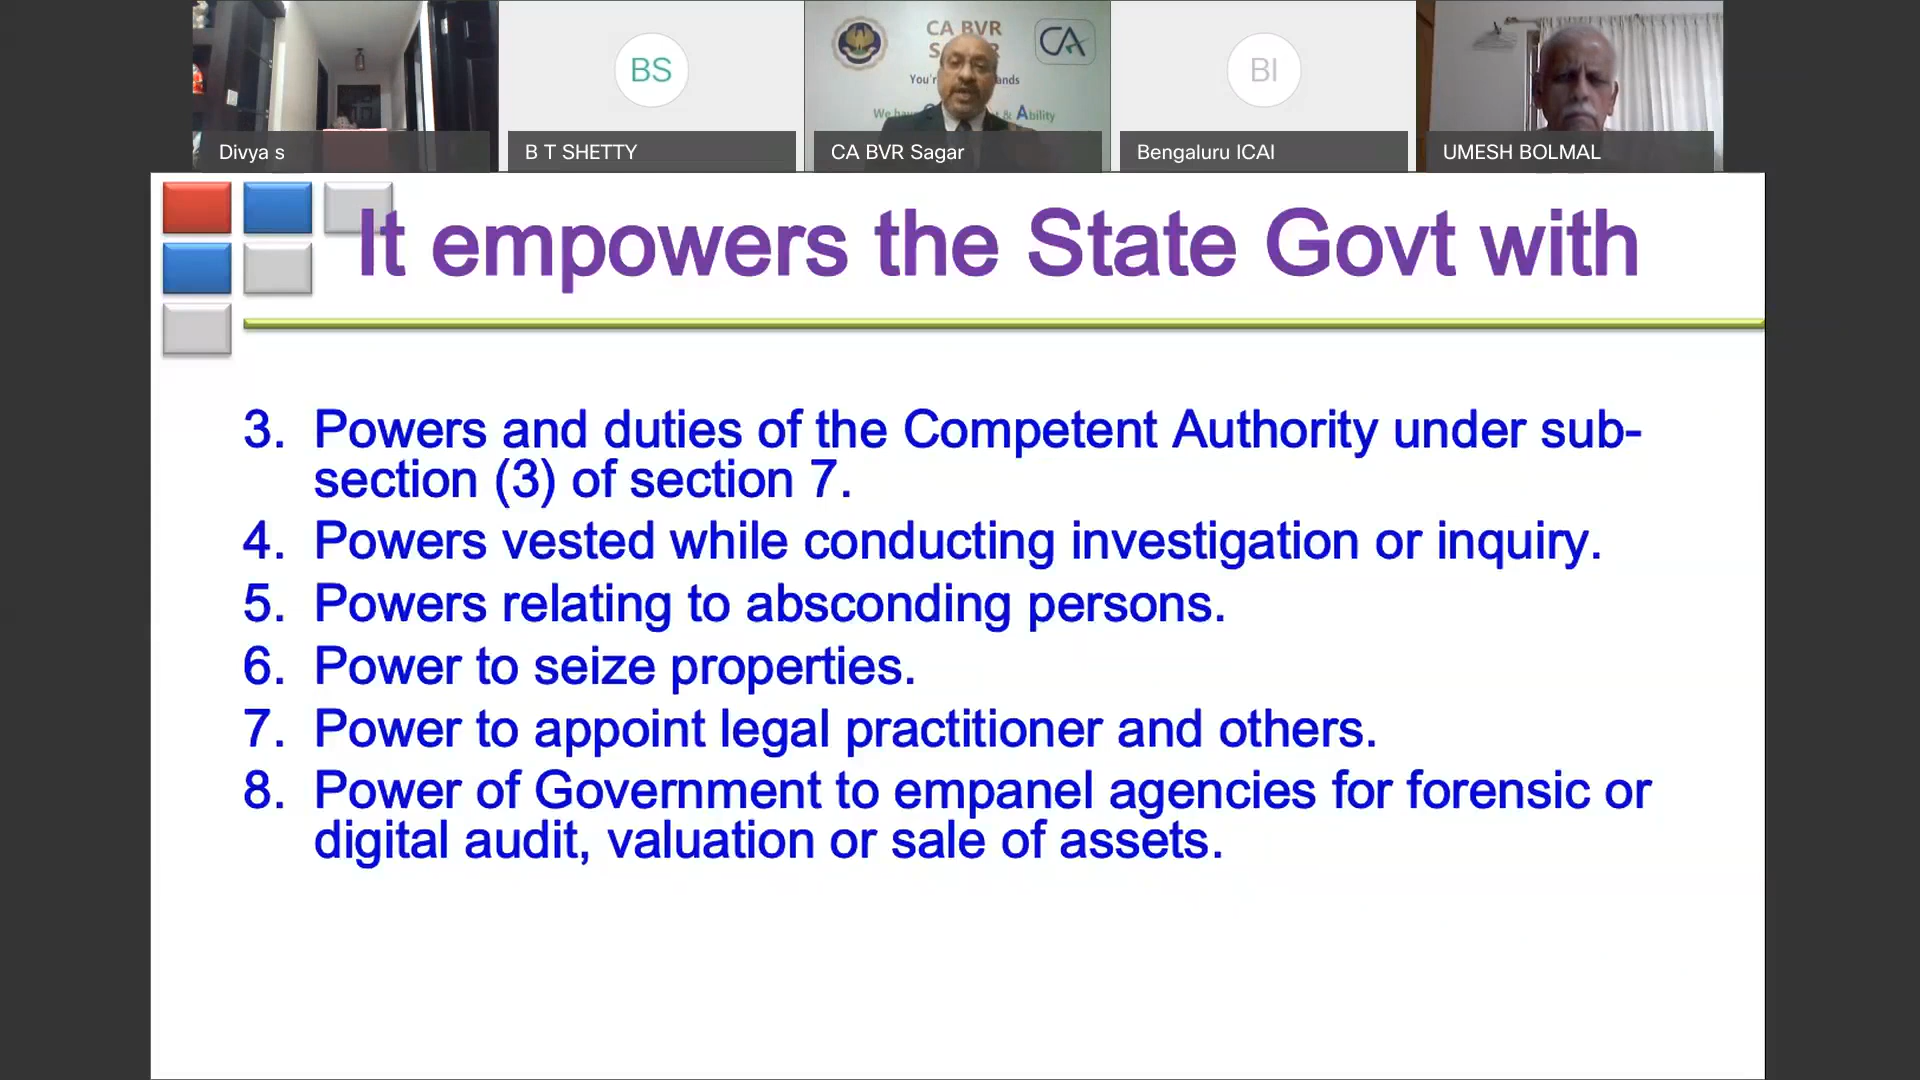 CA BVR
Divya s
BS
B T SHETTY
CA BVR Sagar
BI
Bengaluru ICAI
UMESH BOLMAL
It empowers the State Govt with
3. Powers and duties of the Competent Authority under sub-
section (3) of section 7.
4. Powers vested while conducting investigation or inquiry.
5. Powers relating to absconding persons.
6. Power to seize properties.
7. Power to appoint legal practitioner and others.
8. Power of Government to empanel agencies for forensic or
digital audit, valuation or sale of assets.